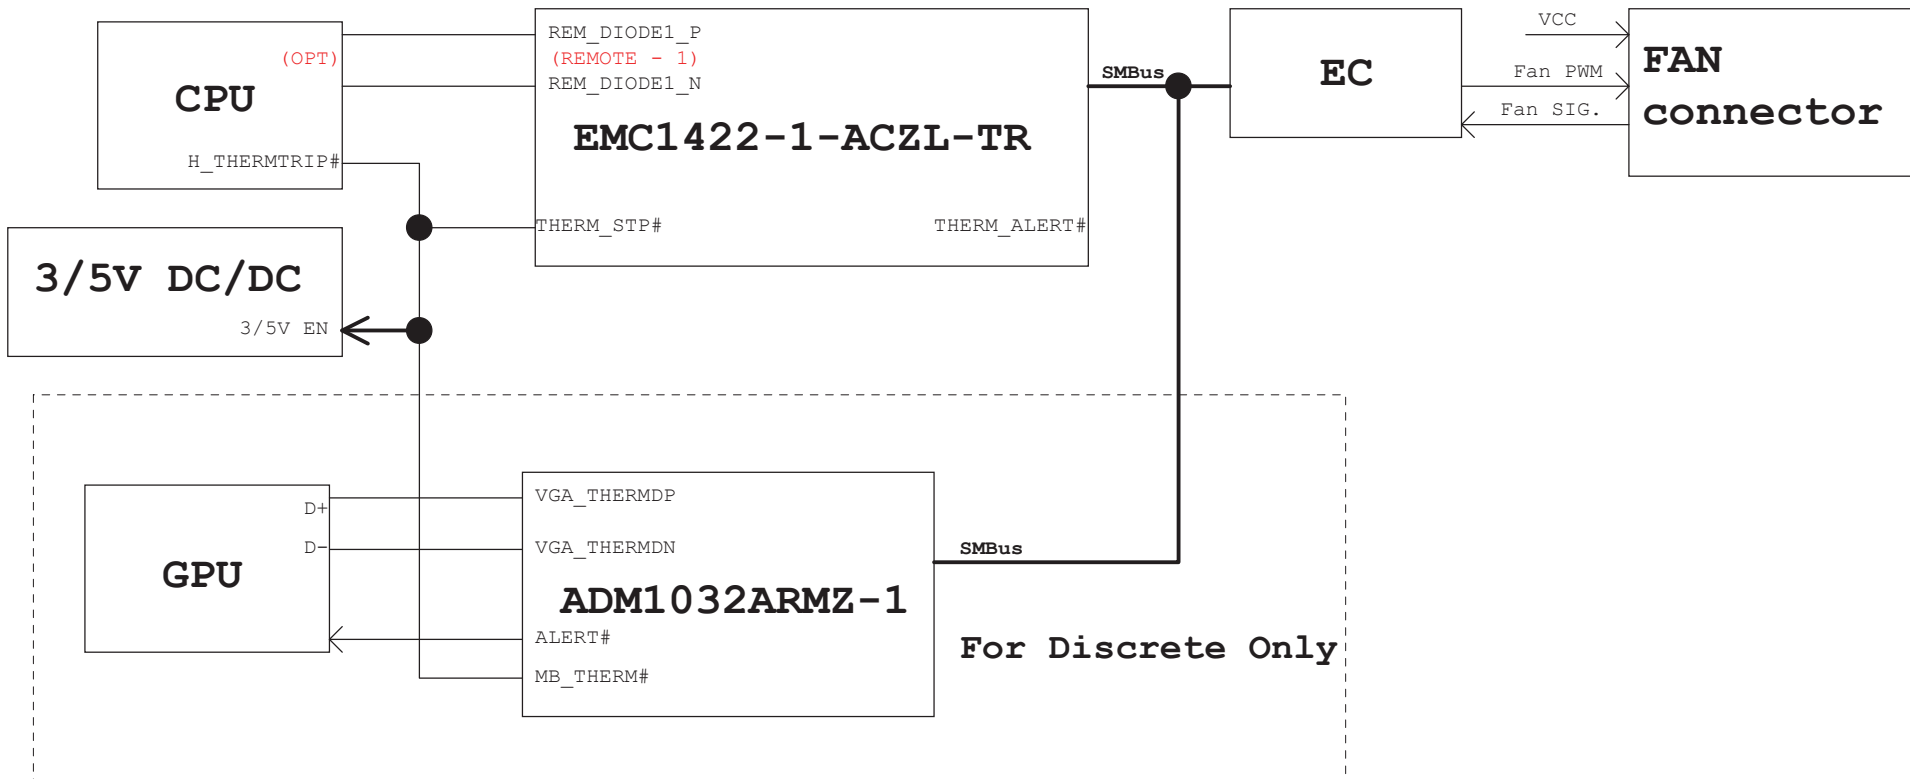 CPU
(OPT)
H_THERMTRIP#
REM_DIODE1_P
(REMOTE - 1)
REM_DIODE1_N
EMC1422-1-ACZL-TR
THERM_STP#
THERM_ALERT#
SMBus
EC
VCC
Fan PWM
Fan SIG.
FAN
connector
3/5V DC/DC
3/5V EN
GPU
D+
D-
VGA_THERMDP
VGA_THERMDN
ADM1032ARMZ-1
ALERT#
MB_THERM#
SMBus
For Discrete Only